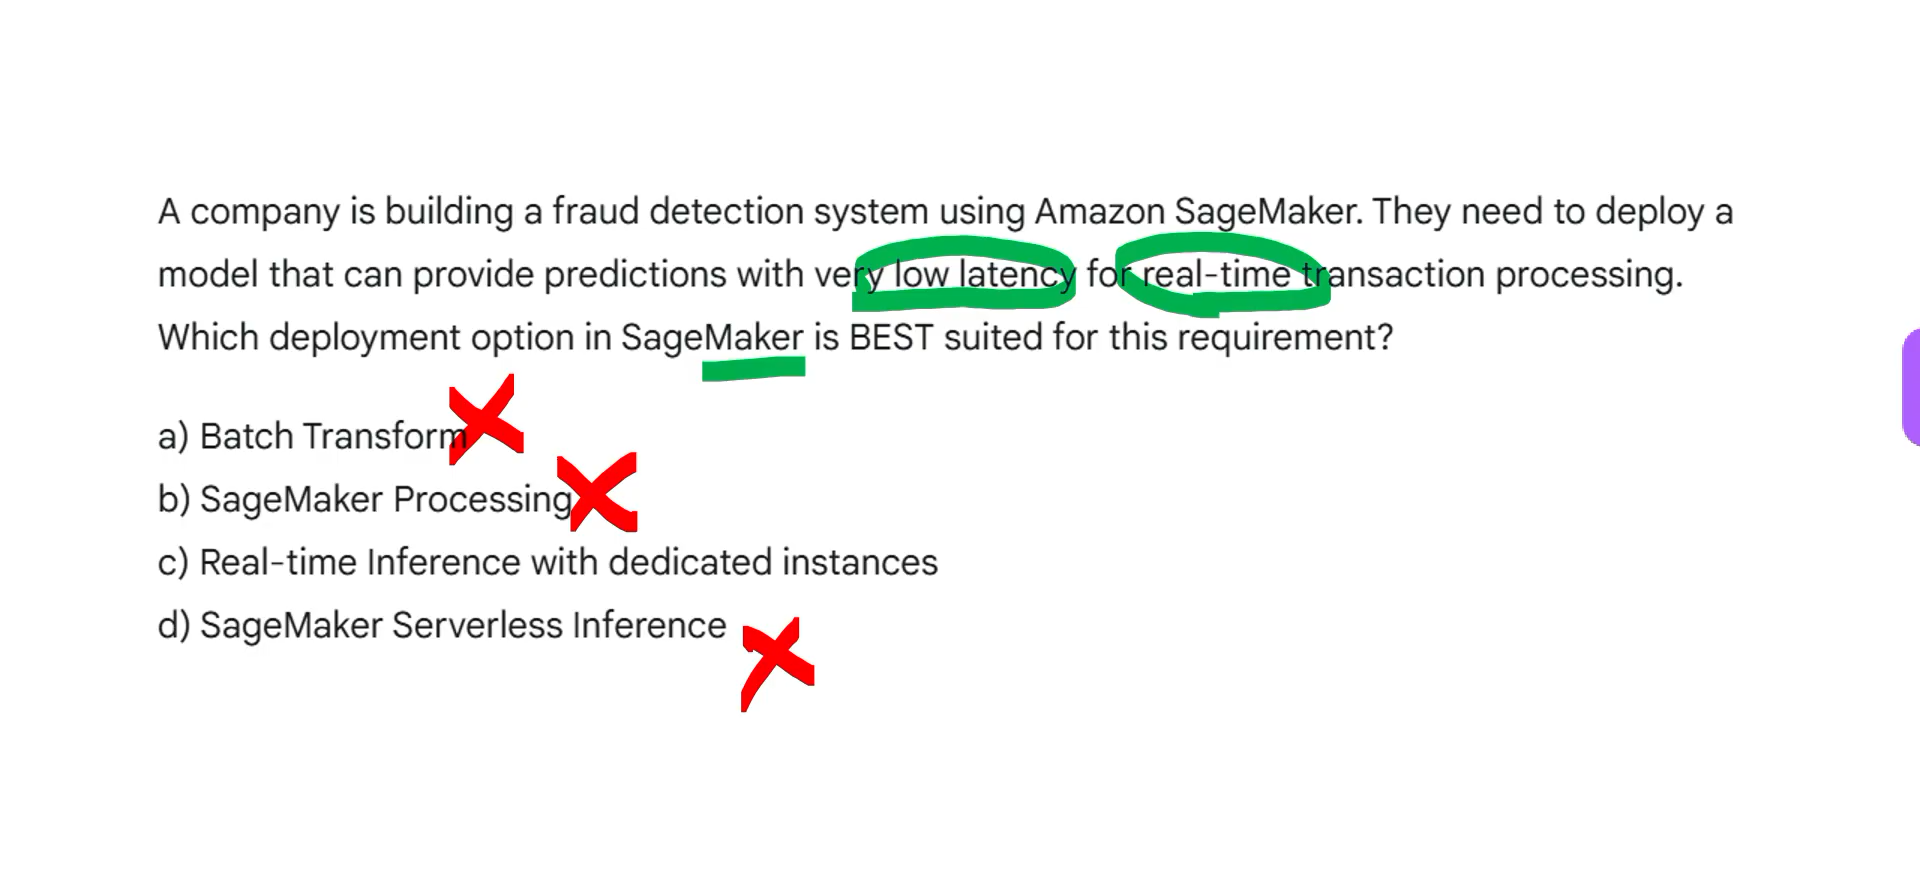 A company is building a fraud detection system using Amazon SageMaker. They need to deploy a
model that can provide predictions with very low latency for real-time transaction processing.
Which deployment option in SageMaker is BEST suited for this requirement?
a) Batch Transform
b) SageMaker Processing
c) Real-time Inference with dedicated instances
d) SageMaker Serverless Inference